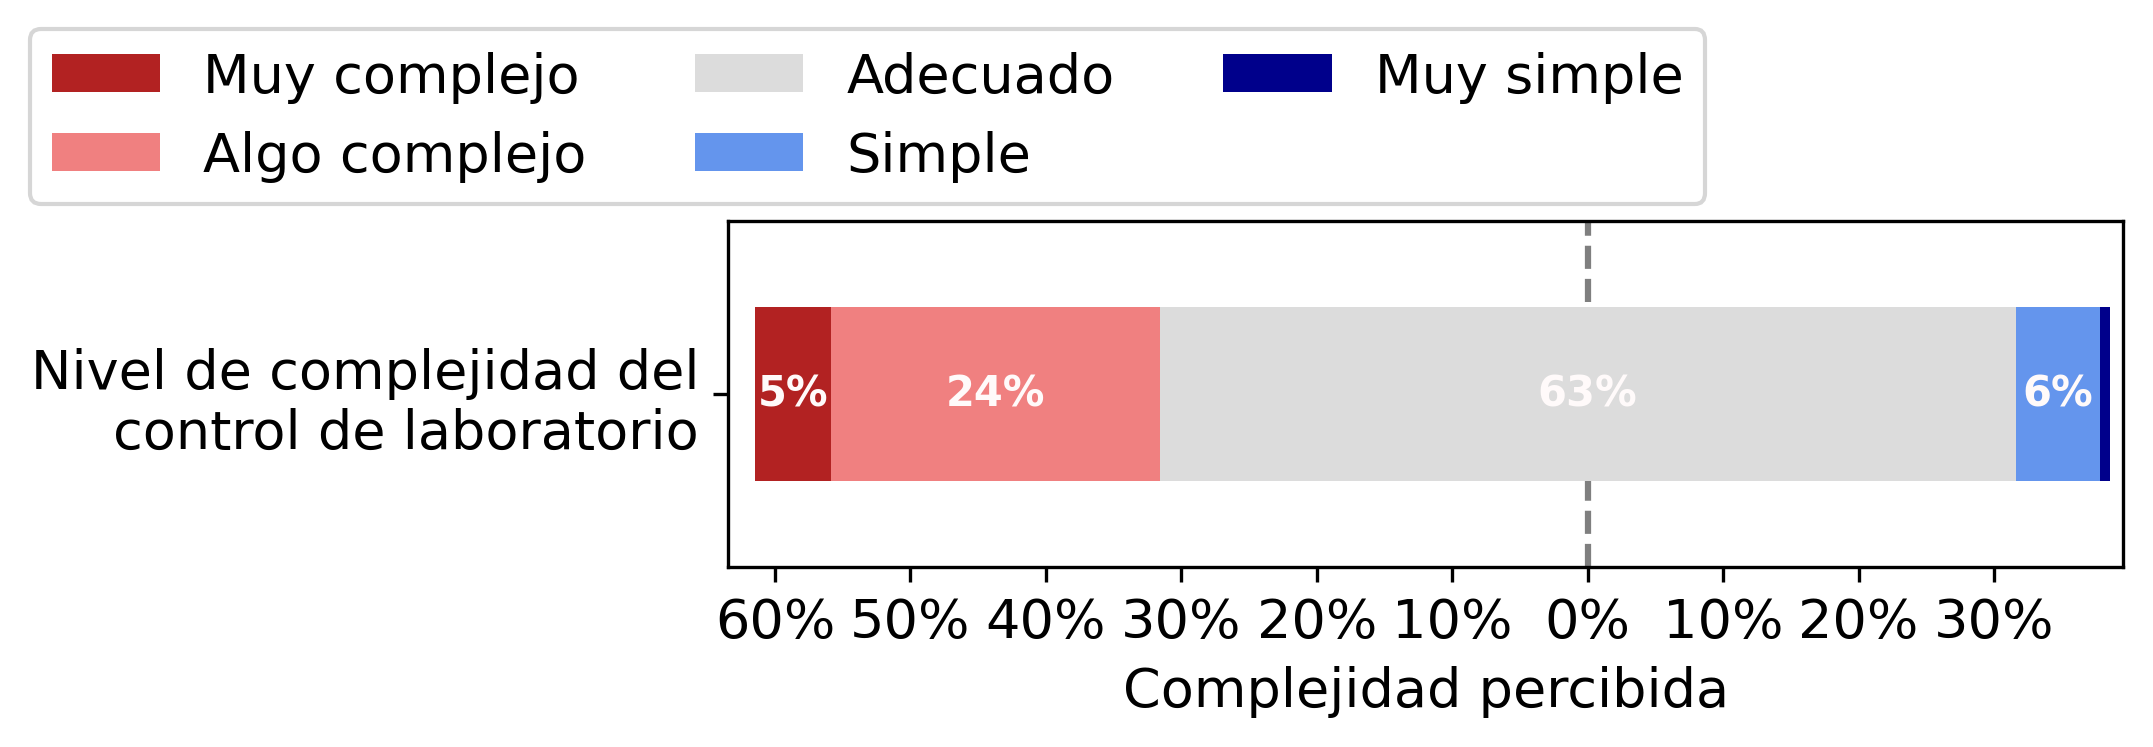 Muy complejo
Algo complejo
Adecuado
Simple
Muy simple
Nivel de complejidad del
control de laboratorio
5% 24% 63% 6%
60% 50% 40% 30% 20% 10% 0% 10% 20% 30%
Complejidad percibida